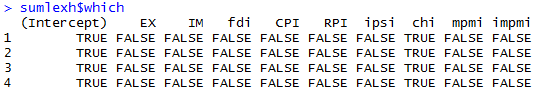 > sumlexh$which
  (Intercept)    EX    IM   fdi   CPI   RPI  ipsi  chi  mpmi impmi
1        TRUE FALSE FALSE FALSE FALSE FALSE FALSE TRUE FALSE FALSE
2        TRUE FALSE FALSE FALSE FALSE FALSE FALSE TRUE FALSE FALSE
3        TRUE FALSE FALSE FALSE FALSE FALSE FALSE TRUE FALSE FALSE
4        TRUE FALSE FALSE FALSE FALSE FALSE FALSE TRUE FALSE FALSE